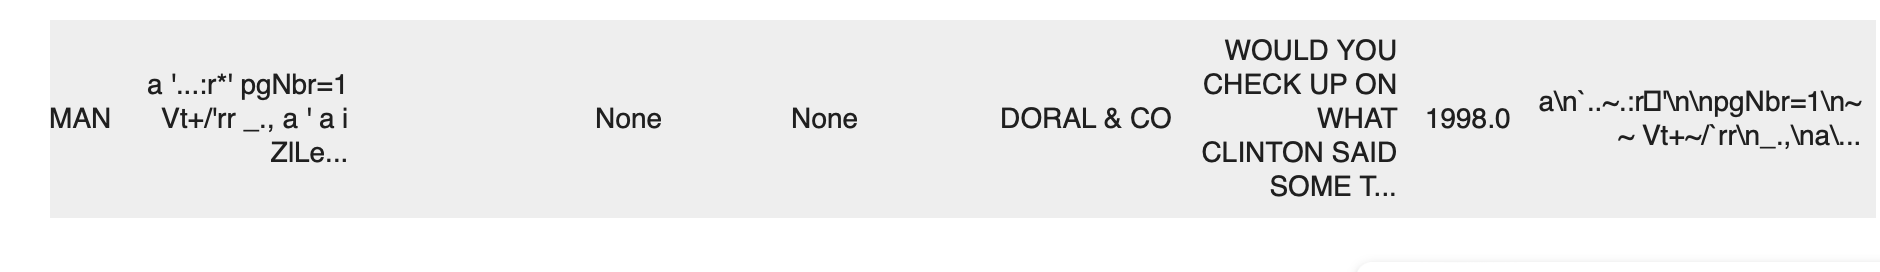 MAN
a '...:r*' pgNbr=1
Vt+/'rr _., a ' a i
ZlLe...
None
None
DORAL & CO
WOULD YOU
CHECK UP ON
WHAT
CLINTON SAID
SOME T...
1998.0
a\n`..~.:r□'\n\npgNbr=1\n~
~ Vt+~/`rr\n_.,\na\...